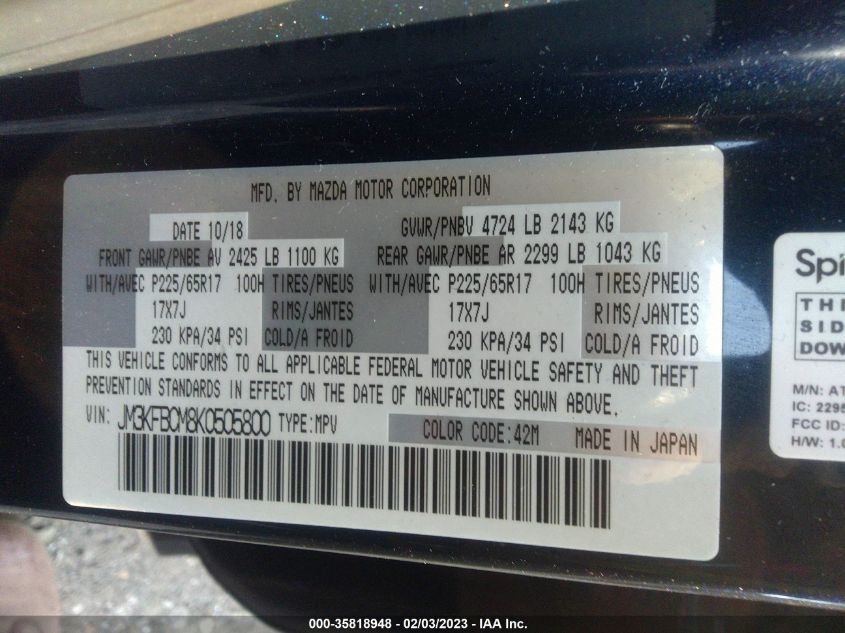 MFD. BY MAZDA MOTOR CORPORATION
DATE 10/18 GVWR/PNBV 4724 LB 2143 KG
FRONT GAWR/PNBE AV 2425 LB 1100 KG REAR GAWR/PNBE AR 2299 LB 1043 KG
WITH/AVEC P225/65R17 100H TIRES/PNEUS WITH/AVEC P225/65R17 100H TIRES/PNEUS
17X7J RIMS/JANTES 17X7J RIMS/JANTES
230 KPA/34 PSI COLD/A FROID 230 KPA/34 PSI COLD/A FROID
THIS VEHICLE CONFORMS TO ALL APPLICABLE FEDERAL MOTOR VEHICLE SAFETY AND THEFT
PREVENTION STANDARDS IN EFFECT ON THE DATE OF MANUFACTURE SHOWN ABOVE.
VIN: JM3KFBCM8K0505800 TYPE:MPV COLOR CODE:42M MADE IN JAPAN
Spi
THI
SID
DOW
M/N: AT
IC: 2295
FCC ID:
H/W: 1.0
000-35818948 - 02/03/2023 - IAA Inc.